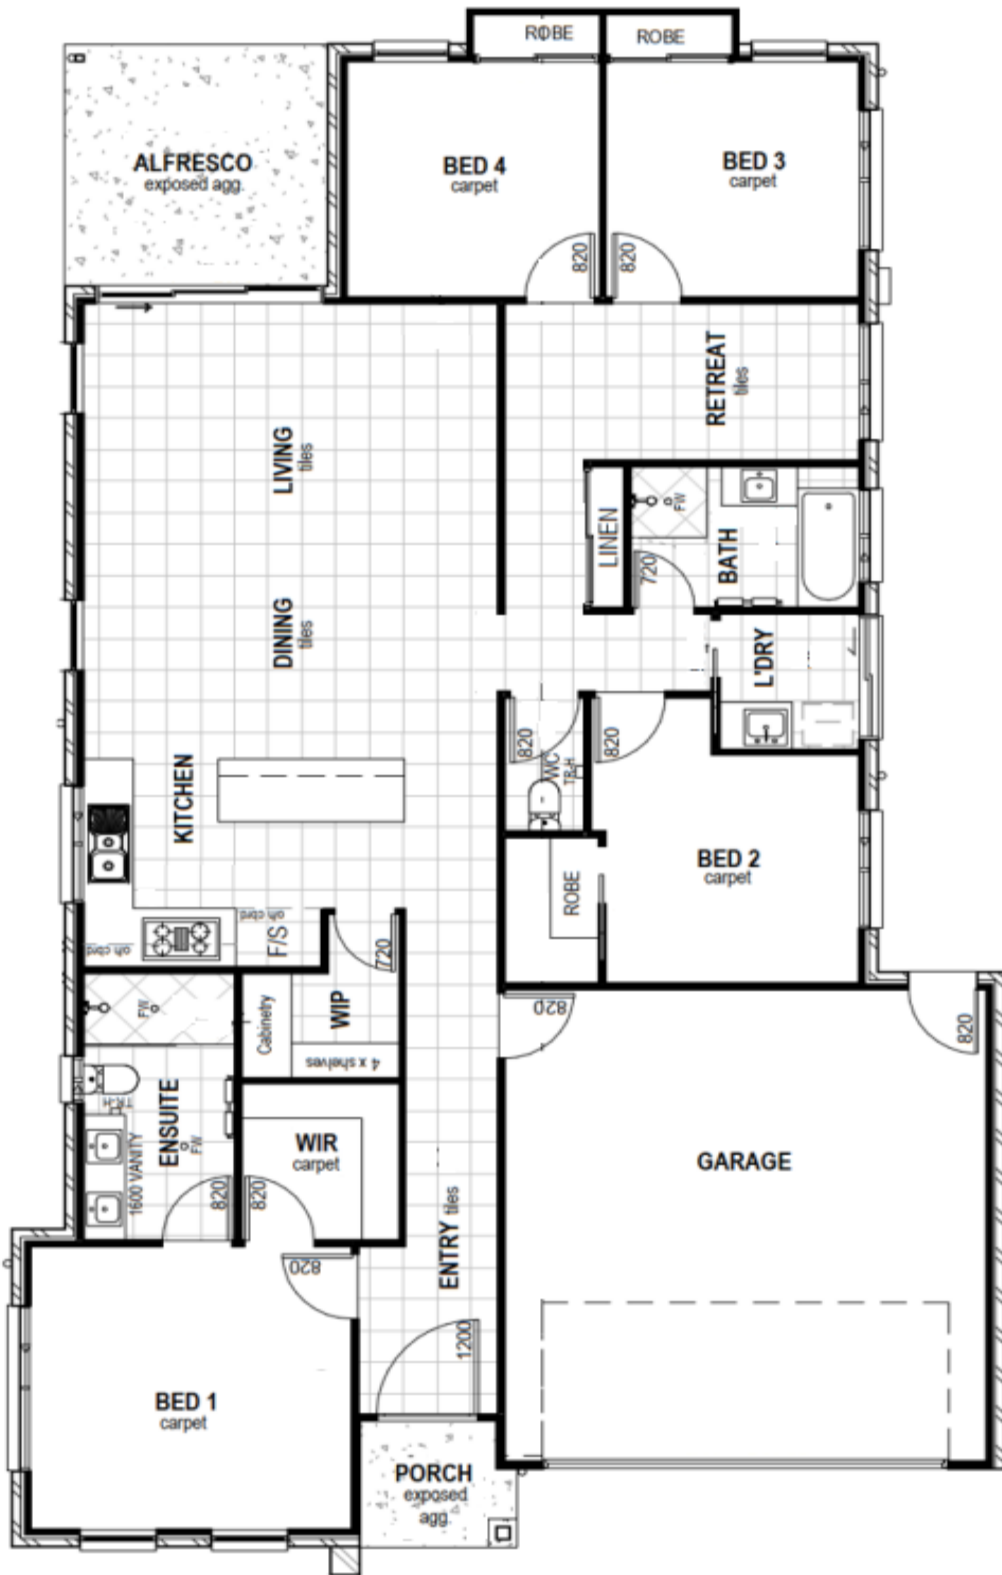 ROBE
ROBE
ALFRESCO
exposed agg.
BED 4
carpet
BED 3
carpet
820
820
RETREAT
tiles
LIVING
tiles
LINEN
FW
BATH
720
DINING
tiles
L'DRY
820
WC
TR-H
820
KITCHEN
BED 2
carpet
ROBE
o/h cbrd
o/h cbrd
F/S
720
820
820
FW
Cabinetry
WIP
4 x shelves
TR-H
ENSUITE
FW
1600 VANITY
820
WIR
carpet
820
GARAGE
820
ENTRY tiles
1200
BED 1
carpet
PORCH
exposed
agg.